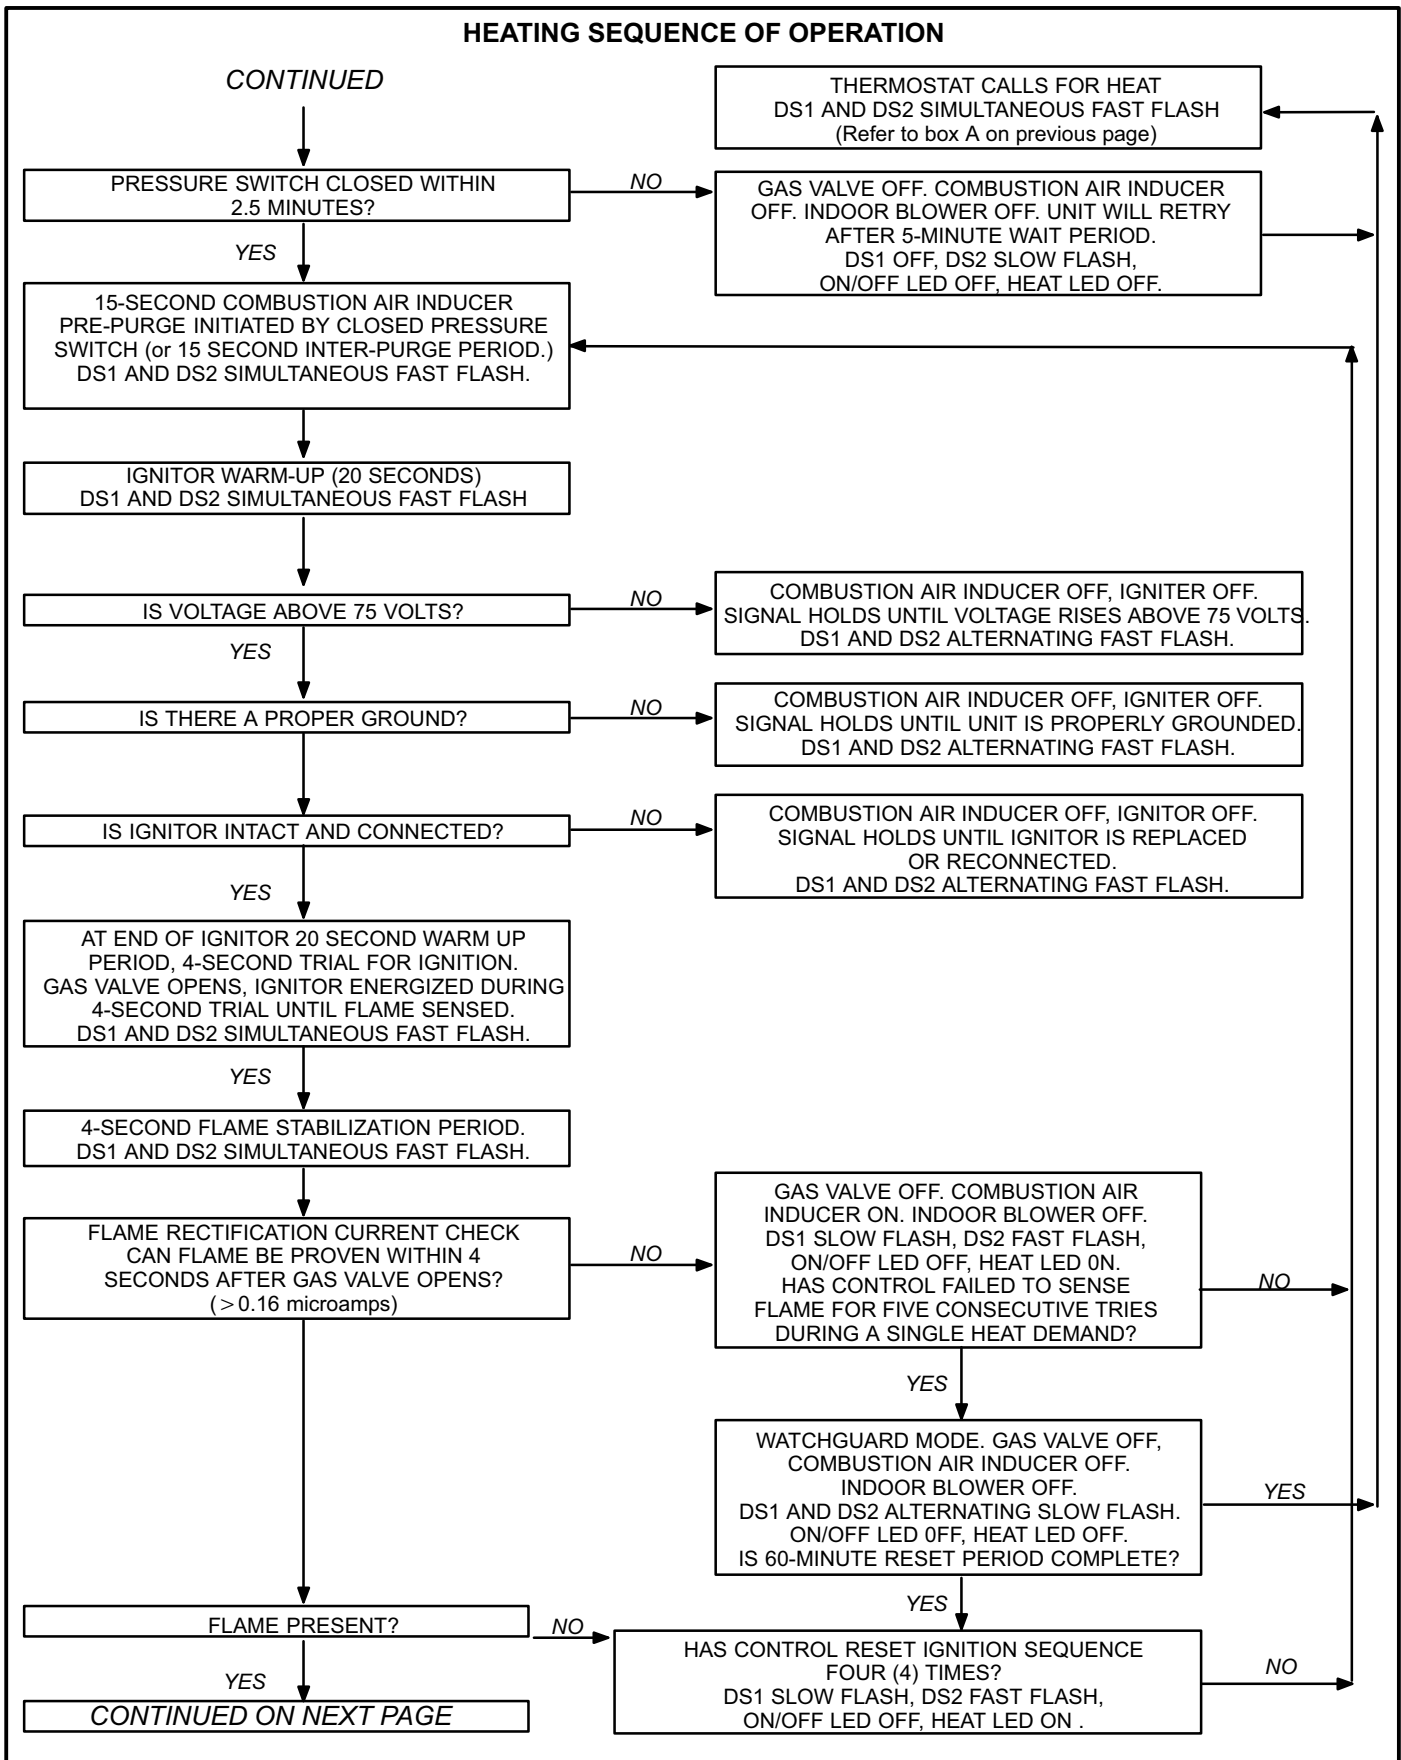 HEATING SEQUENCE OF OPERATION
CONTINUED
THERMOSTAT CALLS FOR HEAT
DS1 AND DS2 SIMULTANEOUS FAST FLASH
(Refer to box A on previous page)
PRESSURE SWITCH CLOSED WITHIN
2.5 MINUTES?
NO
GAS VALVE OFF. COMBUSTION AIR INDUCER
OFF. INDOOR BLOWER OFF. UNIT WILL RETRY
AFTER 5-MINUTE WAIT PERIOD.
DS1 OFF, DS2 SLOW FLASH,
ON/OFF LED OFF, HEAT LED OFF.
YES
15-SECOND COMBUSTION AIR INDUCER
PRE-PURGE INITIATED BY CLOSED PRESSURE
SWITCH (or 15 SECOND INTER-PURGE PERIOD.)
DS1 AND DS2 SIMULTANEOUS FAST FLASH.
IGNITOR WARM-UP (20 SECONDS)
DS1 AND DS2 SIMULTANEOUS FAST FLASH
IS VOLTAGE ABOVE 75 VOLTS?
NO
COMBUSTION AIR INDUCER OFF, IGNITER OFF.
SIGNAL HOLDS UNTIL VOLTAGE RISES ABOVE 75 VOLTS.
DS1 AND DS2 ALTERNATING FAST FLASH.
YES
IS THERE A PROPER GROUND?
NO
COMBUSTION AIR INDUCER OFF, IGNITER OFF.
SIGNAL HOLDS UNTIL UNIT IS PROPERLY GROUNDED.
DS1 AND DS2 ALTERNATING FAST FLASH.
IS IGNITOR INTACT AND CONNECTED?
NO
COMBUSTION AIR INDUCER OFF, IGNITOR OFF.
SIGNAL HOLDS UNTIL IGNITOR IS REPLACED
OR RECONNECTED.
DS1 AND DS2 ALTERNATING FAST FLASH.
YES
AT END OF IGNITOR 20 SECOND WARM UP
PERIOD, 4-SECOND TRIAL FOR IGNITION.
GAS VALVE OPENS, IGNITOR ENERGIZED DURING
4-SECOND TRIAL UNTIL FLAME SENSED.
DS1 AND DS2 SIMULTANEOUS FAST FLASH.
YES
4-SECOND FLAME STABILIZATION PERIOD.
DS1 AND DS2 SIMULTANEOUS FAST FLASH.
FLAME RECTIFICATION CURRENT CHECK
CAN FLAME BE PROVEN WITHIN 4
SECONDS AFTER GAS VALVE OPENS?
(>0.16 microamps)
NO
GAS VALVE OFF. COMBUSTION AIR
INDUCER ON. INDOOR BLOWER OFF.
DS1 SLOW FLASH, DS2 FAST FLASH,
ON/OFF LED OFF, HEAT LED 0N.
HAS CONTROL FAILED TO SENSE
FLAME FOR FIVE CONSECUTIVE TRIES
DURING A SINGLE HEAT DEMAND?
NO
YES
WATCHGUARD MODE. GAS VALVE OFF,
COMBUSTION AIR INDUCER OFF.
INDOOR BLOWER OFF.
DS1 AND DS2 ALTERNATING SLOW FLASH.
ON/OFF LED 0FF, HEAT LED OFF.
IS 60-MINUTE RESET PERIOD COMPLETE?
YES
YES
FLAME PRESENT?
NO
HAS CONTROL RESET IGNITION SEQUENCE
FOUR (4) TIMES?
DS1 SLOW FLASH, DS2 FAST FLASH,
ON/OFF LED OFF, HEAT LED ON .
NO
YES
CONTINUED ON NEXT PAGE